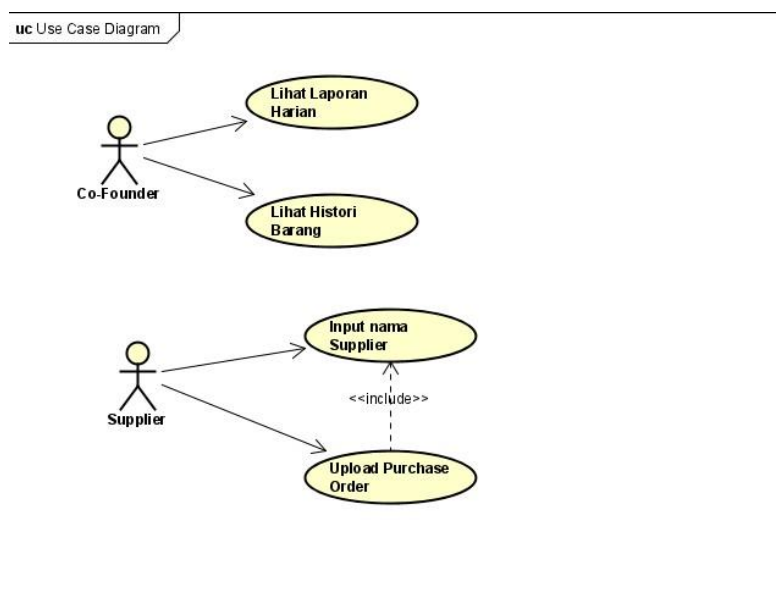 uc Use Case Diagram
Lihat Laporan
Harian
Co-Founder
Lihat Histori
Barang
Input nama
Supplier
<<include>>
Supplier
Upload Purchase
Order